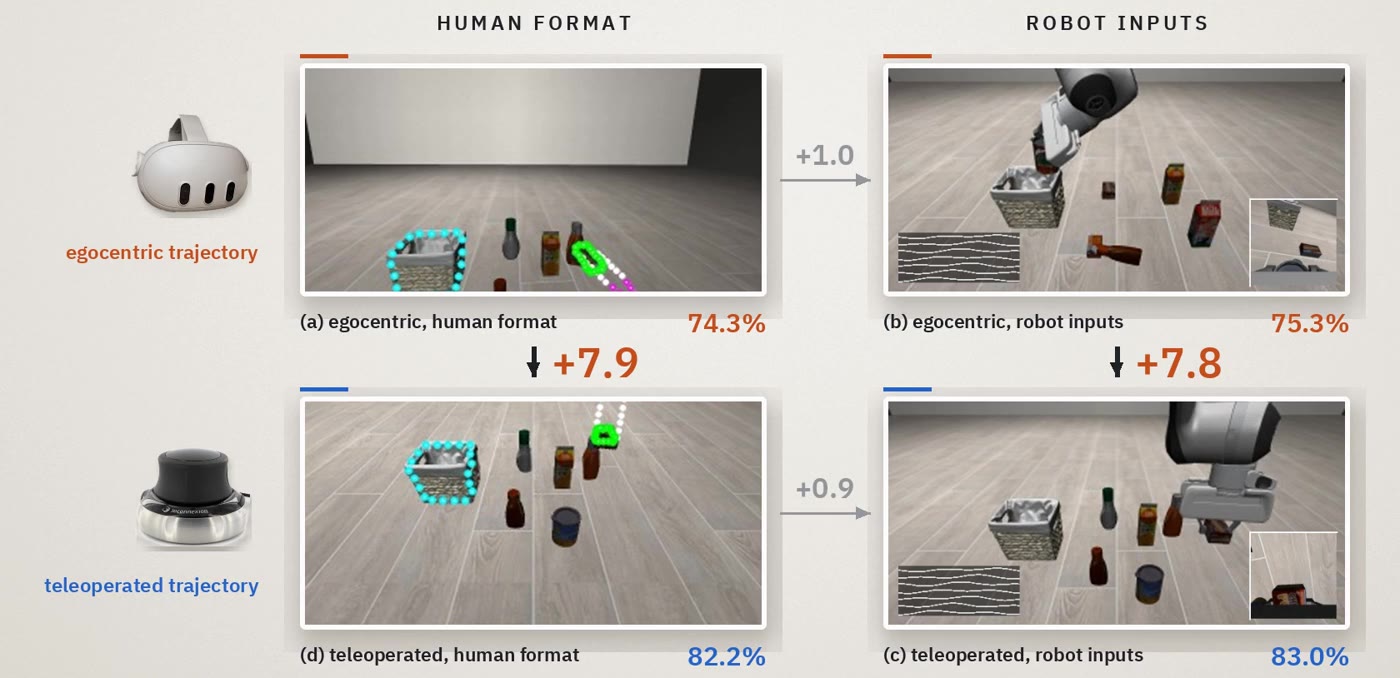 HUMAN FORMAT
ROBOT INPUTS
+1.0
egocentric trajectory
(a) egocentric, human format
74.3%
(b) egocentric, robot inputs
75.3%
+7.9
+7.8
3Dconnexion
+0.9
teleoperated trajectory
(d) teleoperated, human format
82.2%
(c) teleoperated, robot inputs
83.0%